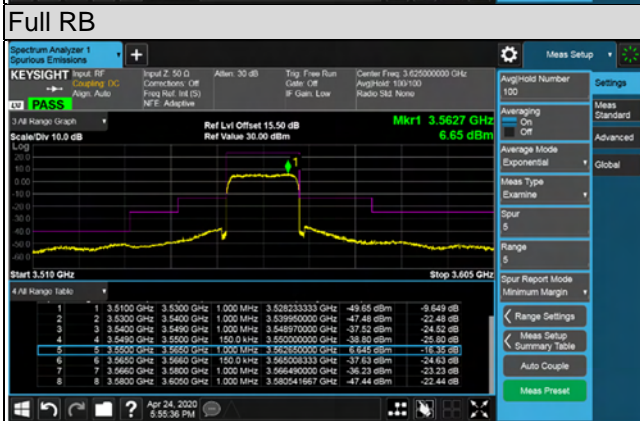 Full RB
Spectrum Analyzer 1
Spurious Emissions
Meas Setup
KEYSIGHT
Input: RF
Coupling: DC
Align: Auto
Input Z: 50 Ω
Corrections: Off
Freq Ref: Int (S)
NFE: Adaptive
Atten: 30 dB
Trig: Free Run
Gate: Off
IF Gain: Low
Center Freq: 3.625000000 GHz
Avg|Hold: 100/100
Radio Std: None
PASS
3 All Range Graph
Scale/Div 10.0 dB
Ref Lvl Offset 15.50 dB
Ref Value 30.00 dBm
Mkr1 3.5627 GHz
6.65 dBm
Log
20.0
10.0
0.00
-10.0
-20.0
-30.0
-40.0
-50.0
-60.0
1
Start 3.510 GHz
Stop 3.605 GHz
4 All Range Table
1 1 3.5100 GHz 3.5300 GHz 1.000 MHz 3.528233333 GHz -49.65 dBm -9.649 dB
2 2 3.5300 GHz 3.5400 GHz 1.000 MHz 3.539950000 GHz -47.48 dBm -22.48 dB
3 3 3.5400 GHz 3.5490 GHz 1.000 MHz 3.548970000 GHz -37.52 dBm -24.52 dB
4 4 3.5490 GHz 3.5500 GHz 150.0 kHz 3.550000000 GHz -38.80 dBm -25.80 dB
5 5 3.5500 GHz 3.5650 GHz 1.000 MHz 3.562650000 GHz 6.645 dBm -16.35 dB
6 6 3.5650 GHz 3.5660 GHz 150.0 kHz 3.565008333 GHz -37.63 dBm -24.63 dB
7 7 3.5660 GHz 3.5800 GHz 1.000 MHz 3.566490000 GHz -36.23 dBm -23.23 dB
8 8 3.5800 GHz 3.6050 GHz 1.000 MHz 3.580541667 GHz -47.44 dBm -22.44 dB
Avg|Hold Number
100
Averaging
On
Off
Average Mode
Exponential
Meas Type
Examine
Spur
5
Range
5
Spur Report Mode
Minimum Margin
Range Settings
Meas Setup
Summary Table
Auto Couple
Meas Preset
Settings
Meas
Standard
Advanced
Global
Apr 24, 2020
5:55:36 PM